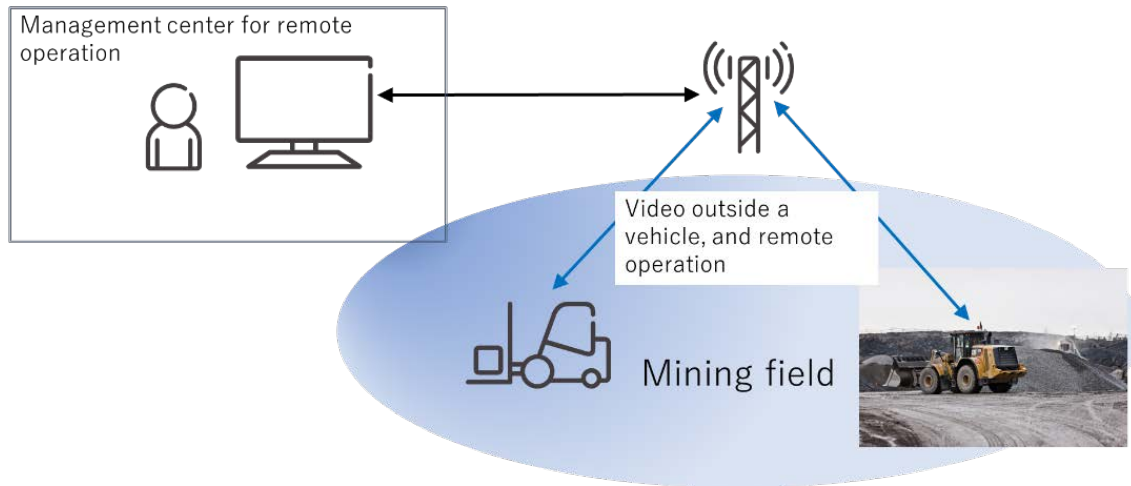 Management center for remote
operation
Video outside a
vehicle, and remote
operation
Mining field